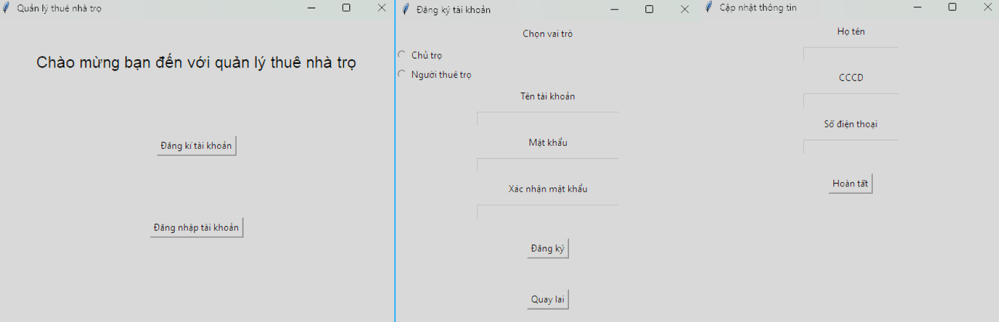 Quản lý thuê nhà trọ
Chào mừng bạn đến với quản lý thuê nhà trọ
Đăng kí tài khoản
Đăng nhập tài khoản
Đăng ký tài khoản
Chọn vai trò
Chủ trọ
Người thuê trọ
Tên tài khoản
Mật khẩu
Xác nhận mật khẩu
Đăng ký
Quay lai
Cập nhật thông tin
Họ tên
CCCD
Số điện thoại
Hoàn tất